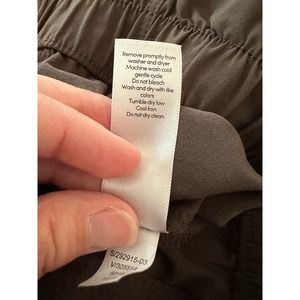 Remove promptly from
washer and dryer
Machine wash cold
gentle cycle
Do not bleach
Wash and dry with like
colors
Tumble dry low
Cool Iron
Do not dry clean.
S/292915-03